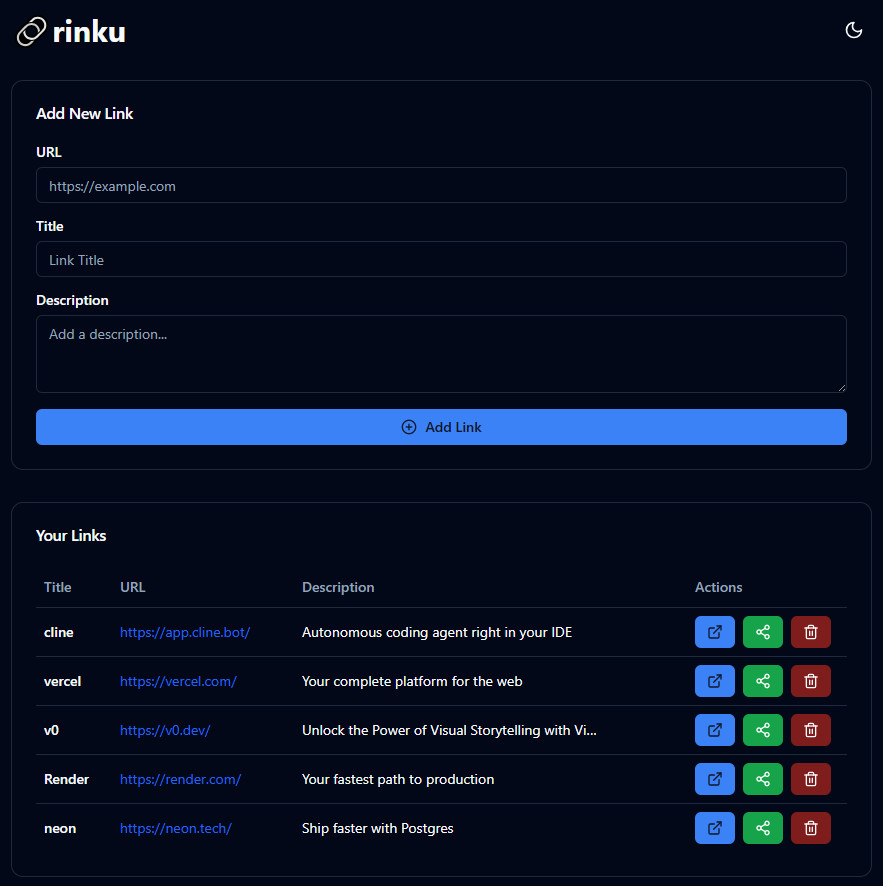 rinku
Add New Link
URL
https://example.com
Title
Link Title
Description
Add a description...
Add Link
Your Links
Title URL Description Actions
cline https://app.cline.bot/ Autonomous coding agent right in your IDE
vercel https://vercel.com/ Your complete platform for the web
v0 https://v0.dev/ Unlock the Power of Visual Storytelling with Vi...
Render https://render.com/ Your fastest path to production
neon https://neon.tech/ Ship faster with Postgres